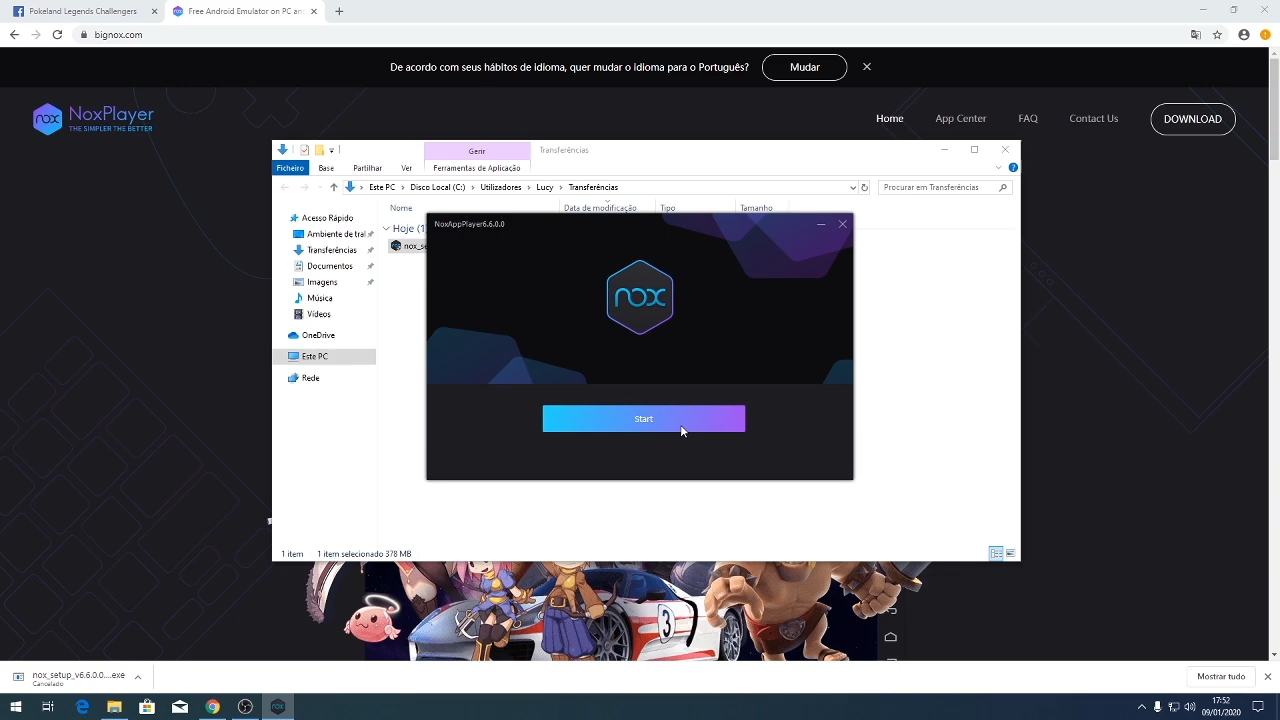 Pokeland Legends Challengers
Free Android Emulator on PC an
bignox.com
De acordo com seus hábitos de idioma, quer mudar o idioma para o Português?
Mudar
nox
NoxPlayer
THE SIMPLER THE BETTER
Home
App Center
FAQ
Contact Us
DOWNLOAD
Gerir
Transferências
Ficheiro
Base
Partilhar
Ver
Ferramentas de Aplicação
Este PC
Disco Local (C:)
Utilizadores
Lucy
Transferências
Procurar em Transferências
Nome
Data de modificação
Tipo
Tamanho
Acesso Rápido
Ambiente de tral
Transferências
Documentos
Imagens
Música
Vídeos
OneDrive
Este PC
Rede
Hoje (1
nox_se
NoxAppPlayer6.6.0.0
nox
Start
1 item
1 item selecionado 378 MB
3
nox_setup_v6.6.0.0....exe
Cancelado
Mostrar tudo
17:52
09/01/2020